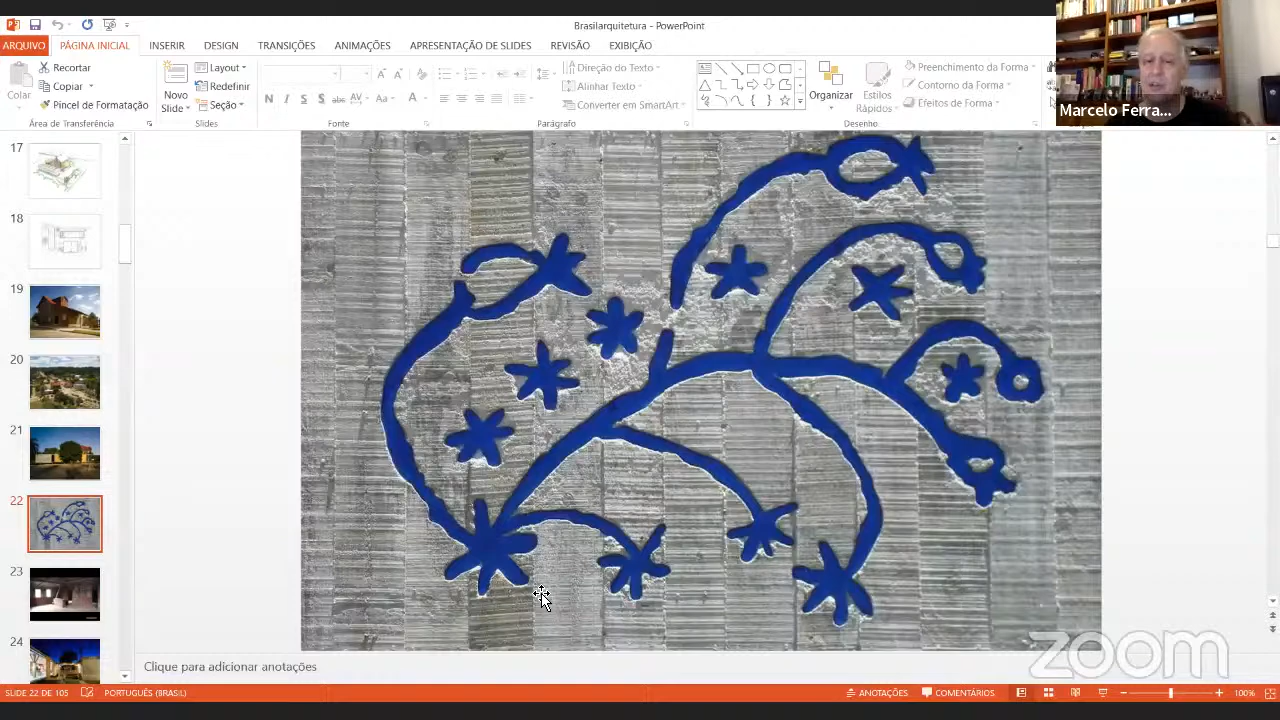 Brasilarquitetura - PowerPoint
ARQUIVO PÁGINA INICIAL INSERIR DESIGN TRANSIÇÕES ANIMAÇÕES APRESENTAÇÃO DE SLIDES REVISÃO EXIBIÇÃO
Colar
Recortar
Copiar
Pincel de Formatação
Área de Transferência
Novo
Slide
Layout
Redefinir
Seção
Slides
N I S S abc AV Aa A
Fonte
Direção do Texto
Alinhar Texto
Converter em SmartArt
Parágrafo
Organizar
Estilos
Rápidos
Preenchimento da Forma
Contorno da Forma
Efeitos de Forma
Desenho
Marcelo Ferra...
17
18
19
20
21
22
23
24
zoom
Clique para adicionar anotações
SLIDE 22 DE 105 PORTUGUÊS (BRASIL) ANOTAÇÕES COMENTÁRIOS 100%